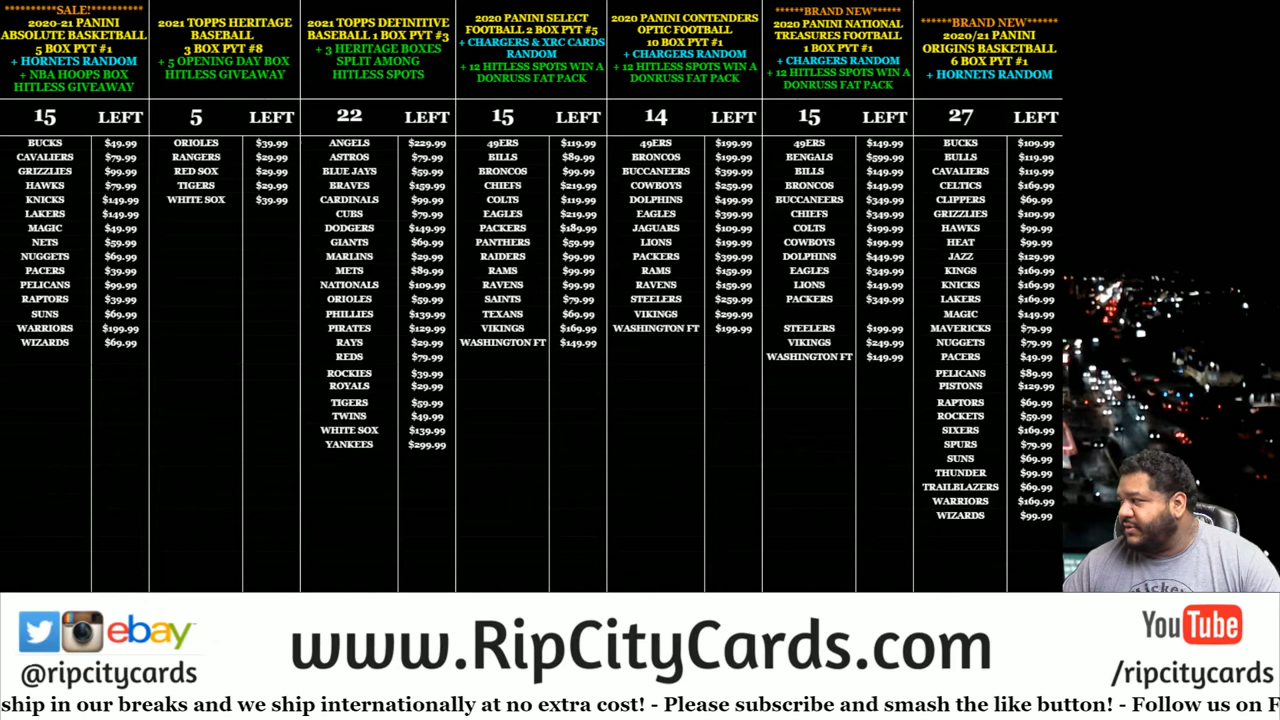 **********SALE!**********
2020-21 PANINI
ABSOLUTE BASKETBALL
5 BOX PYT #1
+ HORNETS RANDOM
+ NBA HOOPS BOX
HITLESS GIVEAWAY
15 LEFT
BUCKS $49.99
CAVALIERS $79.99
GRIZZLIES $99.99
HAWKS $79.99
KNICKS $149.99
LAKERS $149.99
MAGIC $49.99
NETS $59.99
NUGGETS $69.99
PACERS $39.99
PELICANS $99.99
RAPTORS $39.99
SUNS $69.99
WARRIORS $199.99
WIZARDS $69.99
2021 TOPPS HERITAGE
BASEBALL
3 BOX PYT #8
+ 5 OPENING DAY BOX
HITLESS GIVEAWAY
5 LEFT
ORIOLES $39.99
RANGERS $29.99
RED SOX $29.99
TIGERS $29.99
WHITE SOX $39.99
2021 TOPPS DEFINITIVE
BASEBALL 1 BOX PYT #3
+ 3 HERITAGE BOXES
SPLIT AMONG
HITLESS SPOTS
22 LEFT
ANGELS $229.99
ASTROS $79.99
BLUE JAYS $59.99
BRAVES $159.99
CARDINALS $99.99
CUBS $79.99
DODGERS $149.99
GIANTS $69.99
MARLINS $29.99
METS $89.99
NATIONALS $109.99
ORIOLES $59.99
PHILLIES $139.99
PIRATES $129.99
RAYS $29.99
REDS $79.99
ROCKIES $39.99
ROYALS $29.99
TIGERS $59.99
TWINS $49.99
WHITE SOX $139.99
YANKEES $299.99
2020 PANINI SELECT
FOOTBALL 2 BOX PYT #5
+ CHARGERS & XRC CARDS
RANDOM
+ 12 HITLESS SPOTS WIN A
DONRUSS FAT PACK
15 LEFT
49ERS $119.99
BILLS $89.99
BRONCOS $99.99
CHIEFS $219.99
COLTS $119.99
EAGLES $219.99
PACKERS $189.99
PANTHERS $59.99
RAIDERS $99.99
RAMS $99.99
RAVENS $99.99
SAINTS $79.99
TEXANS $69.99
VIKINGS $169.99
WASHINGTON FT $149.99
2020 PANINI CONTENDERS
OPTIC FOOTBALL
10 BOX PYT #1
+ CHARGERS RANDOM
+ 12 HITLESS SPOTS WIN A
DONRUSS FAT PACK
14 LEFT
49ERS $199.99
BRONCOS $199.99
BUCCANEERS $399.99
COWBOYS $259.99
DOLPHINS $499.99
EAGLES $399.99
JAGUARS $109.99
LIONS $199.99
PACKERS $399.99
RAMS $159.99
RAVENS $159.99
STEELERS $259.99
VIKINGS $299.99
WASHINGTON FT $199.99
******BRAND NEW******
2020 PANINI NATIONAL
TREASURES FOOTBALL
1 BOX PYT #1
+ CHARGERS RANDOM
+ 12 HITLESS SPOTS WIN A
DONRUSS FAT PACK
15 LEFT
49ERS $149.99
BENGALS $599.99
BILLS $149.99
BRONCOS $149.99
BUCCANEERS $349.99
CHIEFS $349.99
COLTS $199.99
COWBOYS $199.99
DOLPHINS $449.99
EAGLES $349.99
LIONS $149.99
PACKERS $349.99
STEELERS $199.99
VIKINGS $249.99
WASHINGTON FT $149.99
******BRAND NEW******
2020/21 PANINI
ORIGINS BASKETBALL
6 BOX PYT #1
+ HORNETS RANDOM
27 LEFT
BUCKS $109.99
BULLS $119.99
CAVALIERS $119.99
CELTICS $169.99
CLIPPERS $69.99
GRIZZLIES $109.99
HAWKS $99.99
HEAT $99.99
JAZZ $129.99
KINGS $169.99
KNICKS $169.99
LAKERS $169.99
MAGIC $149.99
MAVERICKS $79.99
NUGGETS $79.99
PACERS $49.99
PELICANS $89.99
PISTONS $129.99
RAPTORS $69.99
ROCKETS $59.99
SIXERS $169.99
SPURS $79.99
SUNS $69.99
THUNDER $99.99
TRAILBLAZERS $69.99
WARRIORS $169.99
WIZARDS $99.99
ebay
@ripcitycards
www.RipCityCards.com
YouTube
/ripcitycards
ship in our breaks and we ship internationally at no extra cost! - Please subscribe and smash the like button! - Follow us on F